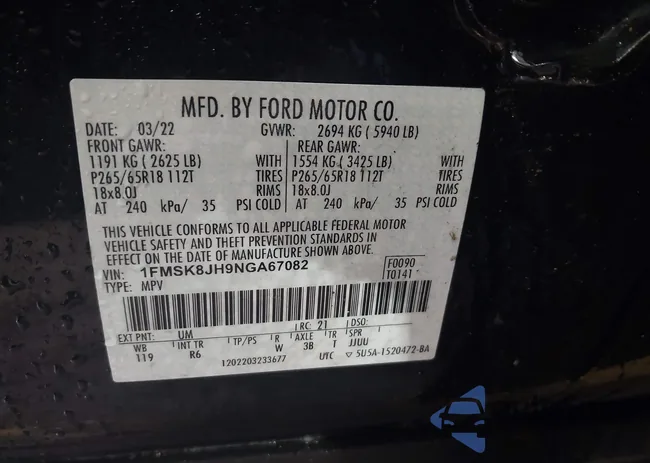 MFD. BY FORD MOTOR CO.
DATE: 03/22 GVWR: 2694 KG ( 5940 LB)
FRONT GAWR: REAR GAWR:
1191 KG ( 2625 LB) WITH 1554 KG ( 3425 LB) WITH
P265/65R18 112T TIRES P265/65R18 112T TIRES
18x8.0J RIMS 18x8.0J RIMS
AT 240 kPa/ 35 PSI COLD AT 240 kPa/ 35 PSI COLD
THIS VEHICLE CONFORMS TO ALL APPLICABLE FEDERAL MOTOR
VEHICLE SAFETY AND THEFT PREVENTION STANDARDS IN
EFFECT ON THE DATE OF MANUFACTURE SHOWN ABOVE.
VIN: 1FMSK8JH9NGA67082 F0090
TYPE: MPV T0141
EXT PNT: UM RC: 21 DSO:
WB INT TR TP/PS R AXLE TR SPR
119 R6 W 3B T JJUU
1202203233677 UTC ▽ 5U5A-1520472-BA